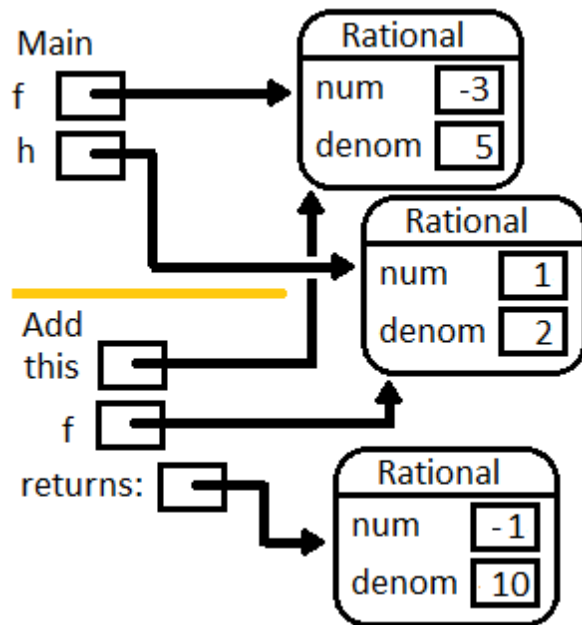 Main
f
h
Rational
num -3
denom 5
Rational
num 1
denom 2
Add
this
f
returns:
Rational
num -1
denom 10